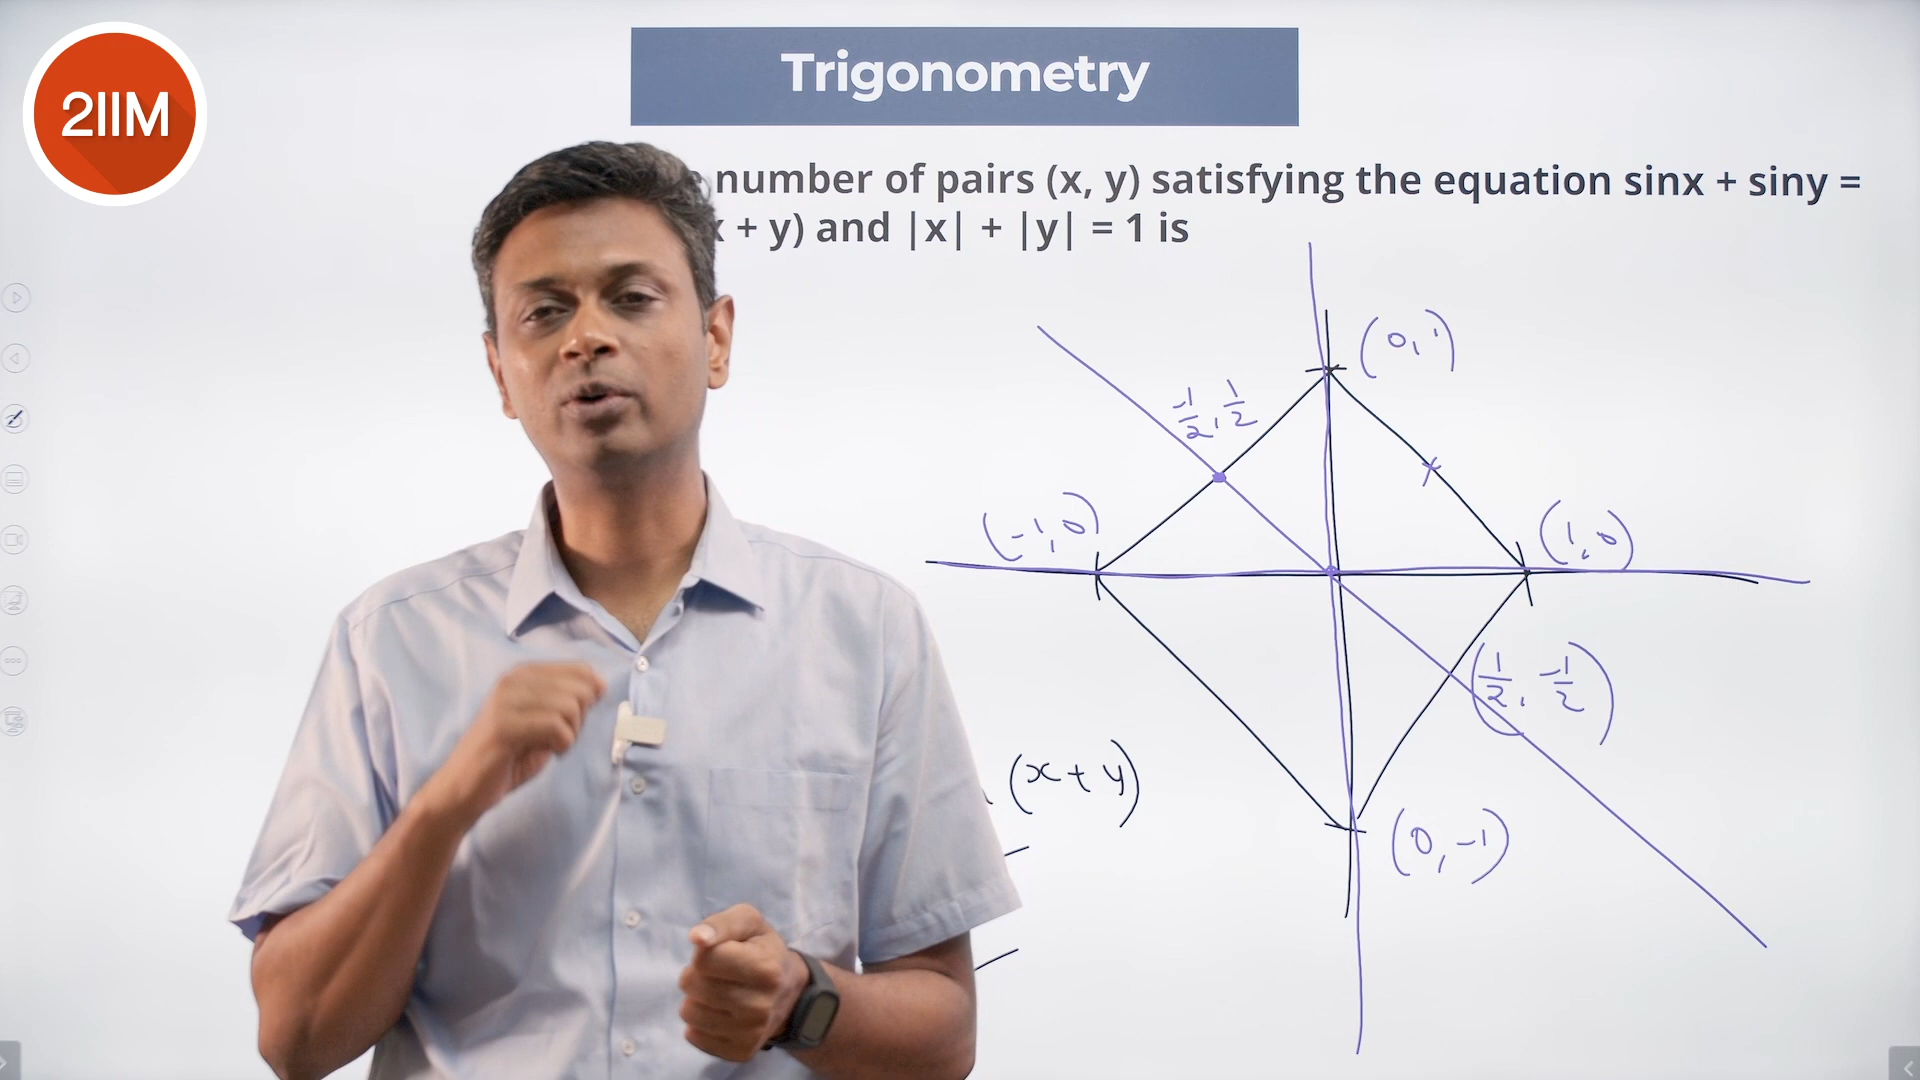 2IIM
Trigonometry
number of pairs (x, y) satisfying the equation sinx + siny =
+ y) and |x| + |y| = 1 is
(0, 1)
-1/2, 1/2
(-1, 0)
(1, 0)
(1/2, -1/2)
(x + y)
(0, -1)